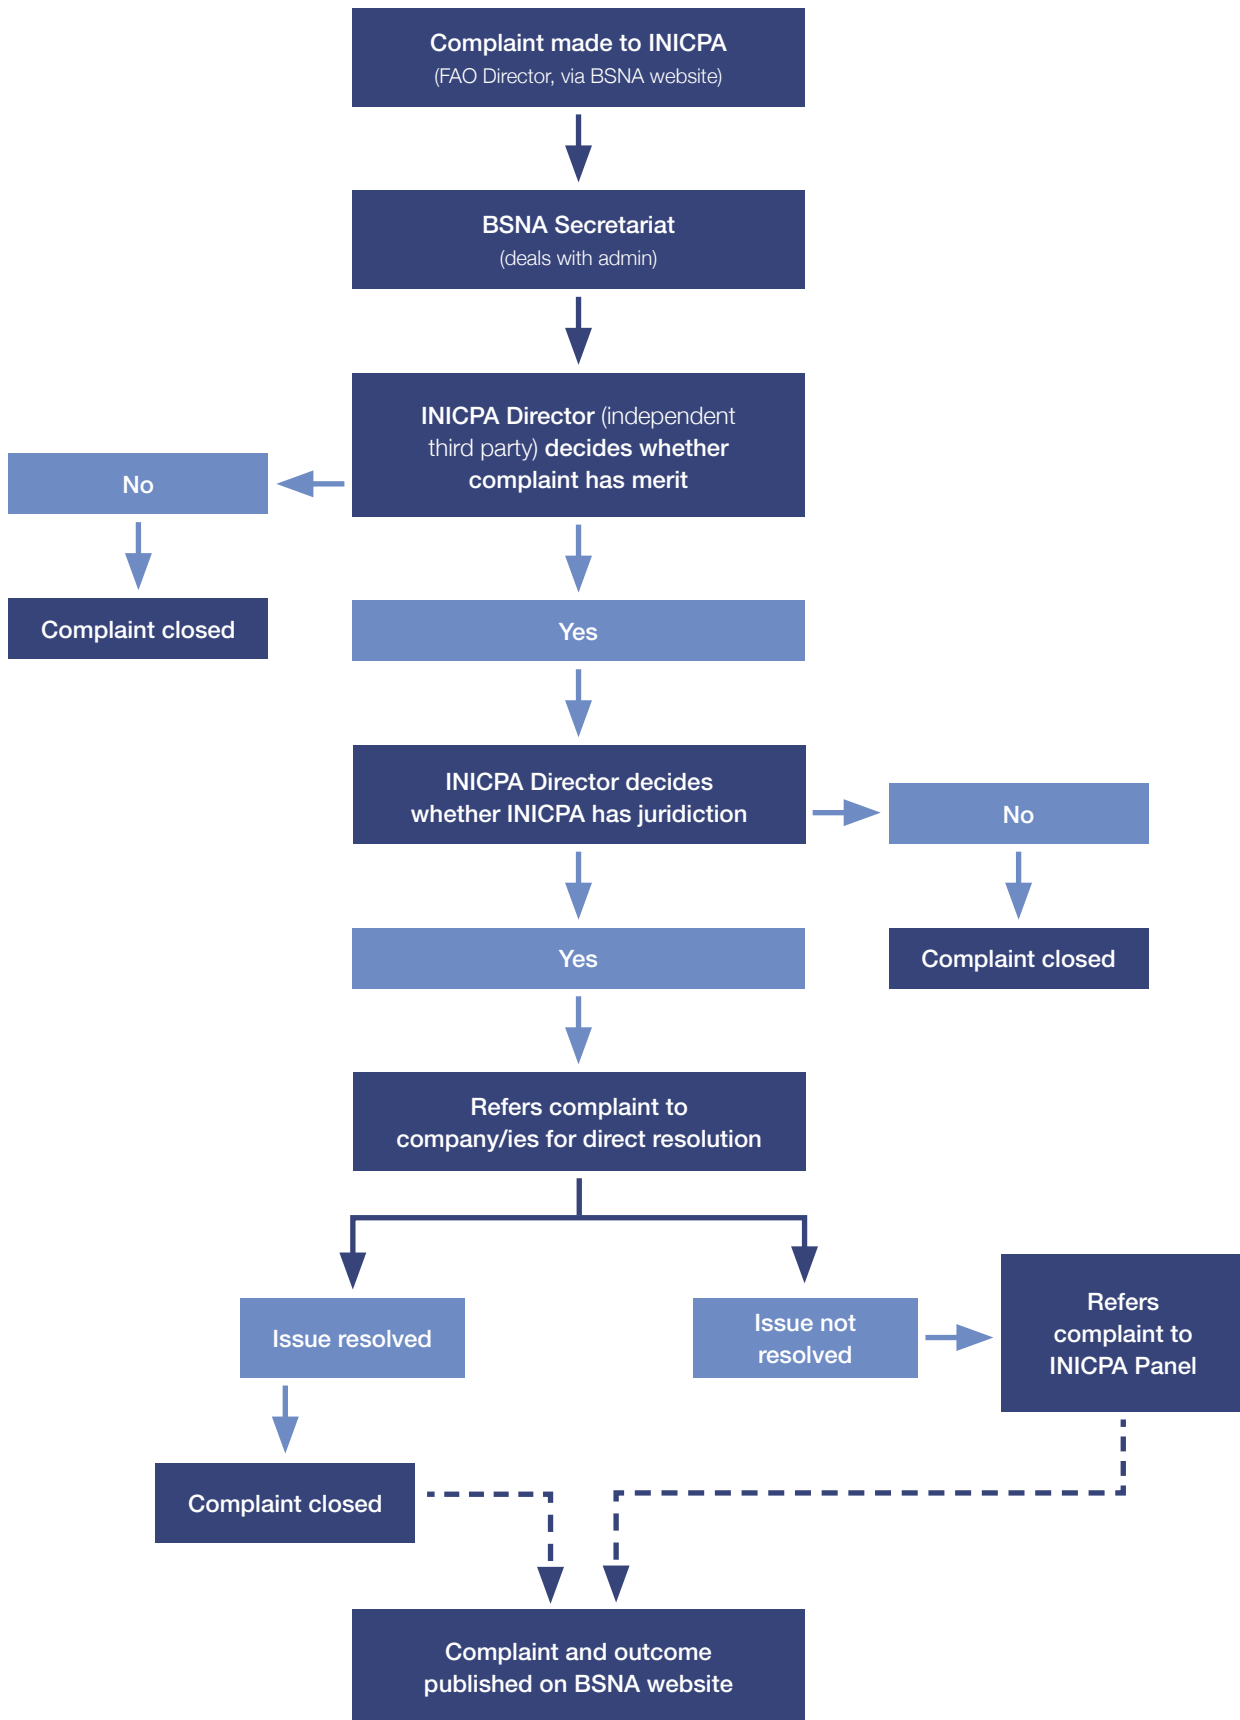 Complaint made to INICPA
(FAO Director, via BSNA website)
BSNA Secretariat
(deals with admin)
INICPA Director (independent
third party) decides whether
complaint has merit
No
Complaint closed
Yes
INICPA Director decides
whether INICPA has juridiction
No
Complaint closed
Yes
Refers complaint to
company/ies for direct resolution
Issue resolved
Issue not
resolved
Refers
complaint to
INICPA Panel
Complaint closed
Complaint and outcome
published on BSNA website